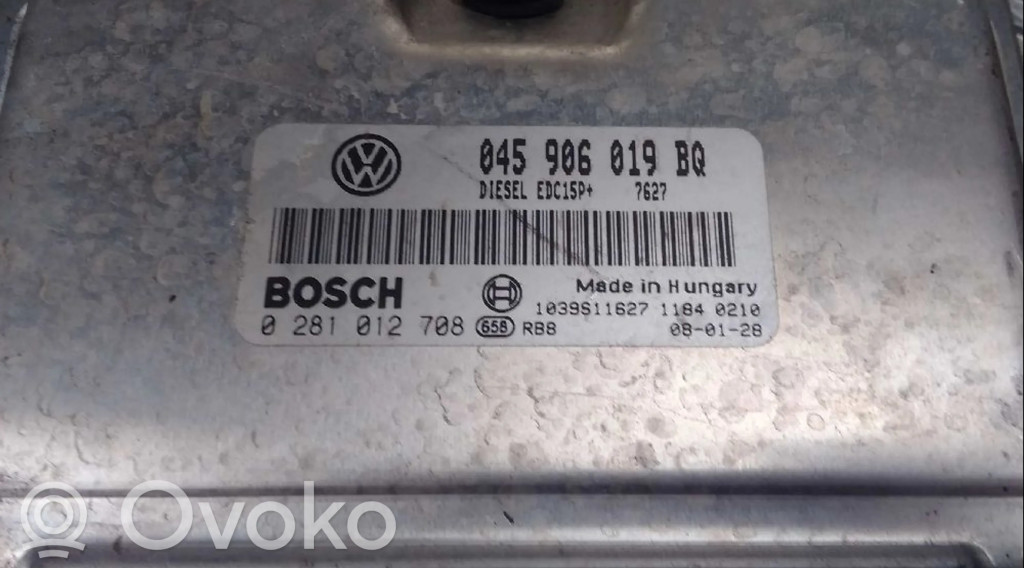 045 906 019 BQ
DIESEL EDC15P+ 7627
BOSCH
Made in Hungary
1039S11627 1184 0210
0 281 012 708 658 RB8 08-01-28
Ovoko